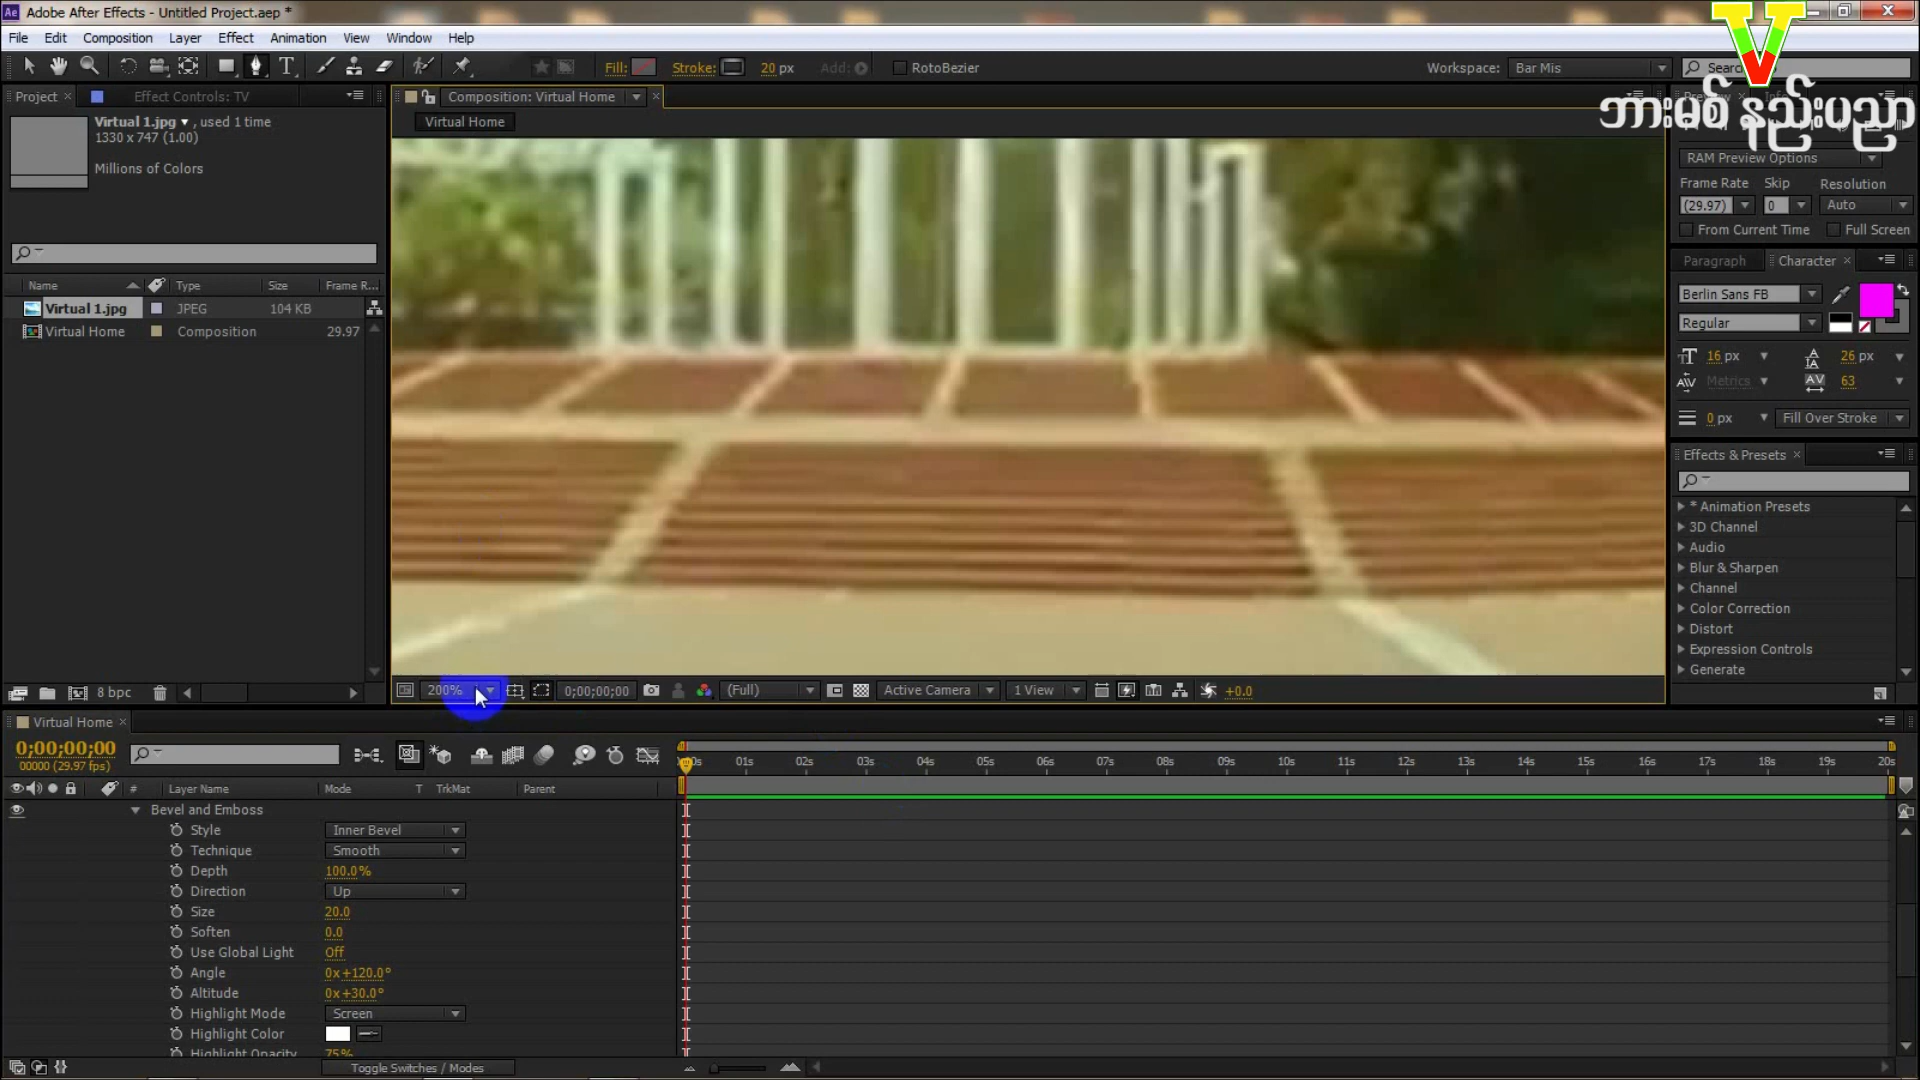 Adobe After Effects - Untitled Project.aep *
File Edit Composition Layer Effect Animation View Window Help
Fill: Stroke: 20 px Add: RotoBezier Workspace: Bar Mis
V
ဘားမစ် နည်းပညာ
Project Effect Controls: TV Composition: Virtual Home
Virtual 1.jpg , used 1 time
1330 x 747 (1.00)
Millions of Colors
Virtual Home
RAM Preview Options
Frame Rate Skip Resolution
(29.97) 0 Auto
From Current Time Full Screen
Paragraph Character
Berlin Sans FB
Regular
16 px 26 px
Metrics 63
0 px Fill Over Stroke
Effects & Presets
* Animation Presets
3D Channel
Audio
Blur & Sharpen
Channel
Color Correction
Distort
Expression Controls
Generate
Name Type Size Frame R...
Virtual 1.jpg JPEG 104 KB
Virtual Home Composition 29.97
8 bpc
200% 0;00;00;00 (Full) Active Camera 1 View +0.0
Virtual Home
0;00;00;00
00000 (29.97 fps)
01s 02s 03s 04s 05s 06s 07s 08s 09s 10s 11s 12s 13s 14s 15s 16s 17s 18s 19s 20s
# Layer Name Mode T TrkMat Parent
Bevel and Emboss
Style Inner Bevel
Technique Smooth
Depth 100.0%
Direction Up
Size 20.0
Soften 0.0
Use Global Light Off
Angle 0x+120.0°
Altitude 0x+30.0°
Highlight Mode Screen
Highlight Color
Highlight Opacity 75%
Toggle Switches / Modes